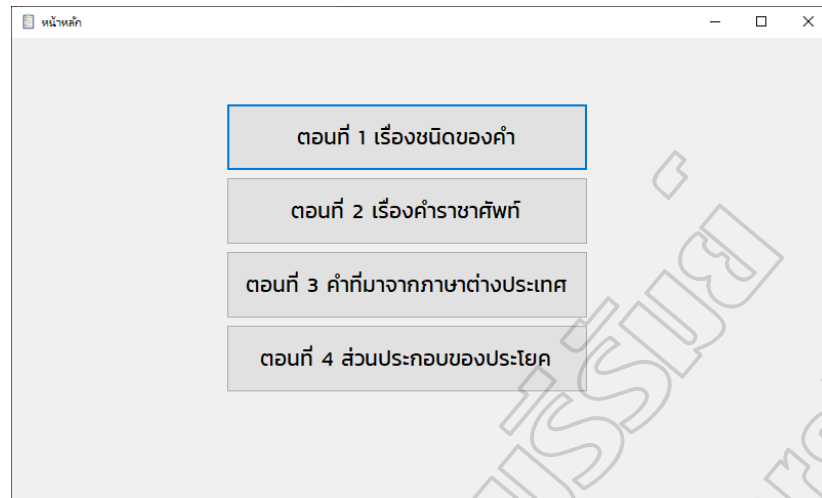 หน้าหลัก
ตอนที่ 1 เรื่องชนิดของคำ
ตอนที่ 2 เรื่องคำราชาศัพท์
ตอนที่ 3 คำที่มาจากภาษาต่างประเทศ
ตอนที่ 4 ส่วนประกอบของประโยค